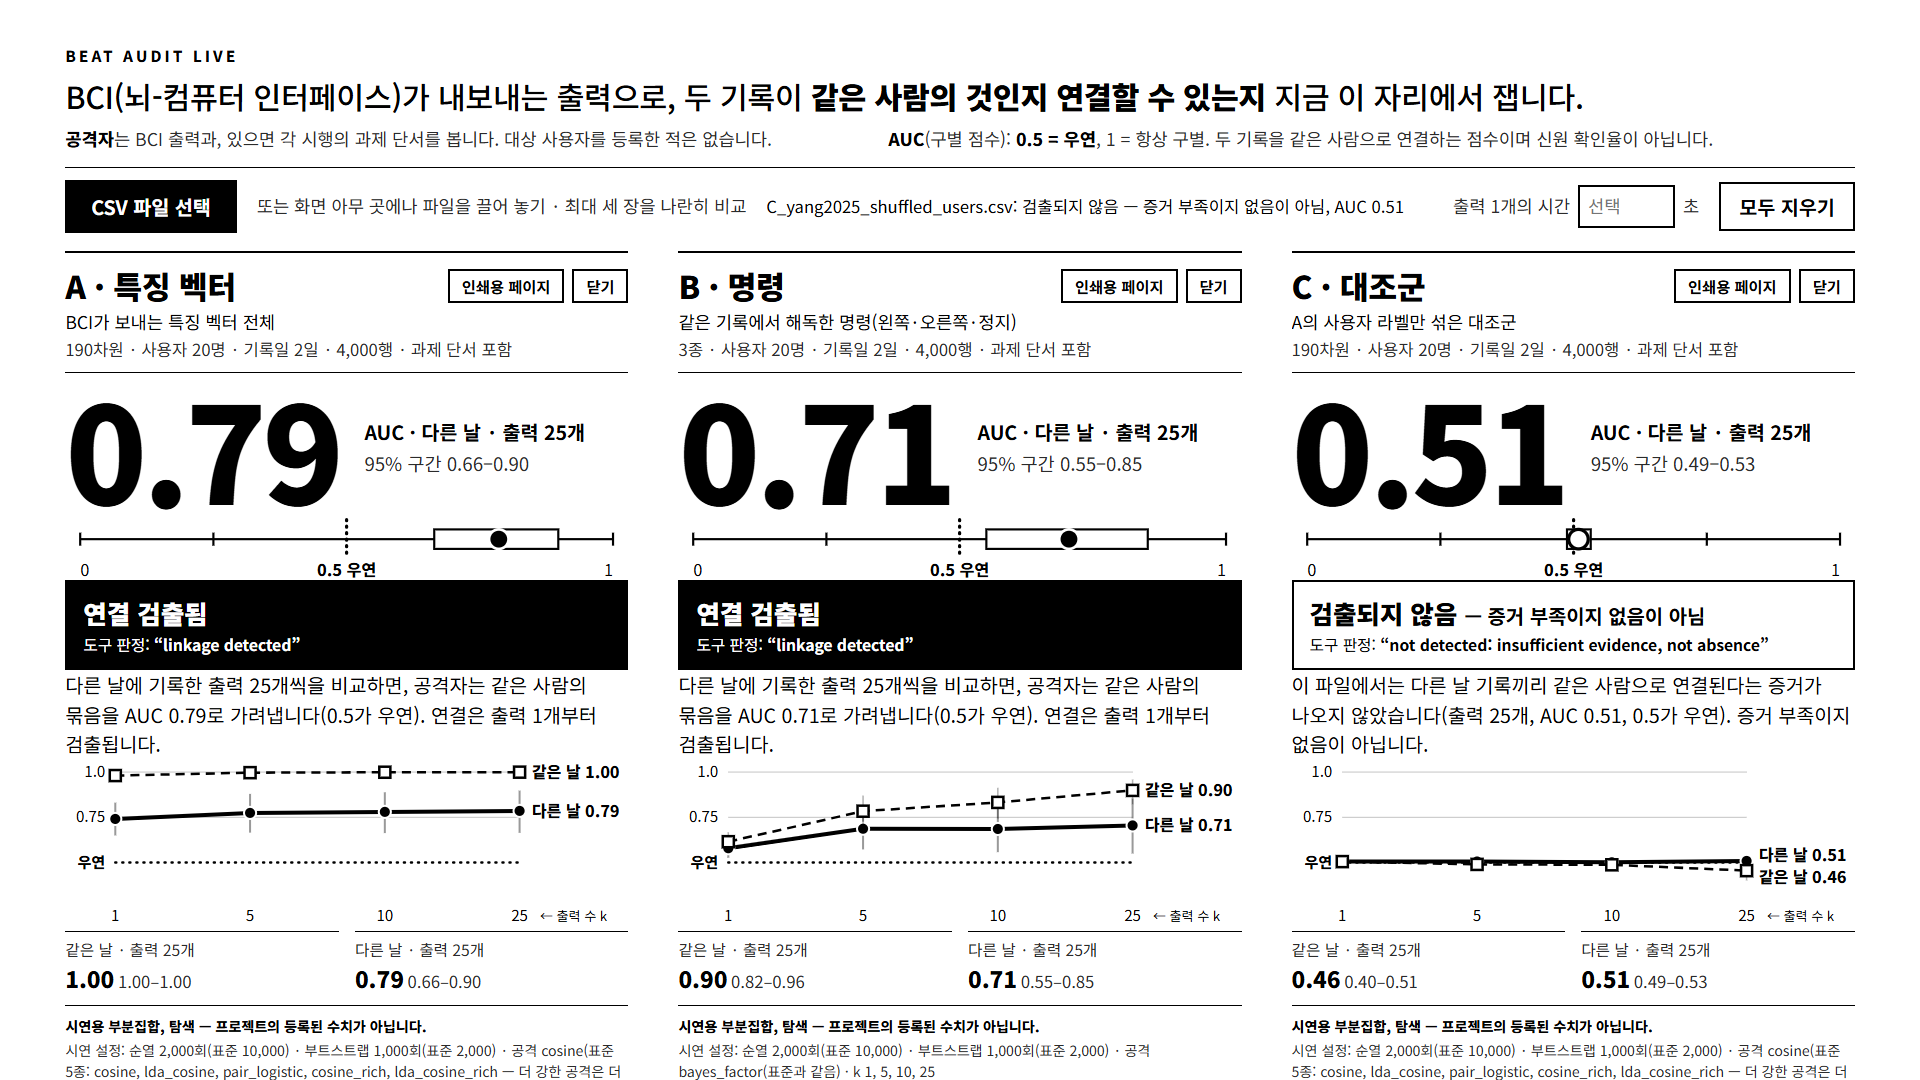 BEAT AUDIT LIVE
BCI(뇌-컴퓨터 인터페이스)가 내보내는 출력으로, 두 기록이 같은 사람의 것인지 연결할 수 있는지 지금 이 자리에서 잽니다.
공격자는 BCI 출력과, 있으면 각 시행의 과제 단서를 봅니다. 대상 사용자를 등록한 적은 없습니다.
AUC(구별 점수): 0.5 = 우연, 1 = 항상 구별. 두 기록을 같은 사람으로 연결하는 점수이며 신원 확인율이 아닙니다.
CSV 파일 선택
또는 화면 아무 곳에나 파일을 끌어 놓기 · 최대 세 장을 나란히 비교
C_yang2025_shuffled_users.csv: 검출되지 않음 — 증거 부족이지 없음이 아님, AUC 0.51
출력 1개의 시간 선택 초
모두 지우기
A · 특징 벡터
인쇄용 페이지
닫기
BCI가 보내는 특징 벡터 전체
190차원 · 사용자 20명 · 기록일 2일 · 4,000행 · 과제 단서 포함
0.79
AUC · 다른 날 · 출력 25개
95% 구간 0.66–0.90
0
0.5 우연
1
연결 검출됨
도구 판정: “linkage detected”
다른 날에 기록한 출력 25개씩을 비교하면, 공격자는 같은 사람의
묶음을 AUC 0.79로 가려냅니다(0.5가 우연). 연결은 출력 1개부터
검출됩니다.
1.0
같은 날 1.00
다른 날 0.79
0.75
우연
1
5
10
25
← 출력 수 k
같은 날 · 출력 25개
1.00 1.00–1.00
다른 날 · 출력 25개
0.79 0.66–0.90
시연용 부분집합, 탐색 — 프로젝트의 등록된 수치가 아닙니다.
시연 설정: 순열 2,000회(표준 10,000) · 부트스트랩 1,000회(표준 2,000) · 공격 cosine(표준
5종: cosine, lda_cosine, pair_logistic, cosine_rich, lda_cosine_rich — 더 강한 공격은 더
B · 명령
인쇄용 페이지
닫기
같은 기록에서 해독한 명령(왼쪽·오른쪽·정지)
3종 · 사용자 20명 · 기록일 2일 · 4,000행 · 과제 단서 포함
0.71
AUC · 다른 날 · 출력 25개
95% 구간 0.55–0.85
0
0.5 우연
1
연결 검출됨
도구 판정: “linkage detected”
다른 날에 기록한 출력 25개씩을 비교하면, 공격자는 같은 사람의
묶음을 AUC 0.71로 가려냅니다(0.5가 우연). 연결은 출력 1개부터
검출됩니다.
1.0
같은 날 0.90
0.75
다른 날 0.71
우연
1
5
10
25
← 출력 수 k
같은 날 · 출력 25개
0.90 0.82–0.96
다른 날 · 출력 25개
0.71 0.55–0.85
시연용 부분집합, 탐색 — 프로젝트의 등록된 수치가 아닙니다.
시연 설정: 순열 2,000회(표준 10,000) · 부트스트랩 1,000회(표준 2,000) · 공격
bayes_factor(표준과 같음) · k 1, 5, 10, 25
C · 대조군
인쇄용 페이지
닫기
A의 사용자 라벨만 섞은 대조군
190차원 · 사용자 20명 · 기록일 2일 · 4,000행 · 과제 단서 포함
0.51
AUC · 다른 날 · 출력 25개
95% 구간 0.49–0.53
0
0.5 우연
1
검출되지 않음 — 증거 부족이지 없음이 아님
도구 판정: “not detected: insufficient evidence, not absence”
이 파일에서는 다른 날 기록끼리 같은 사람으로 연결된다는 증거가
나오지 않았습니다(출력 25개, AUC 0.51, 0.5가 우연). 증거 부족이지
없음이 아닙니다.
1.0
0.75
우연
다른 날 0.51
같은 날 0.46
1
5
10
25
← 출력 수 k
같은 날 · 출력 25개
0.46 0.40–0.51
다른 날 · 출력 25개
0.51 0.49–0.53
시연용 부분집합, 탐색 — 프로젝트의 등록된 수치가 아닙니다.
시연 설정: 순열 2,000회(표준 10,000) · 부트스트랩 1,000회(표준 2,000) · 공격 cosine(표준
5종: cosine, lda_cosine, pair_logistic, cosine_rich, lda_cosine_rich — 더 강한 공격은 더